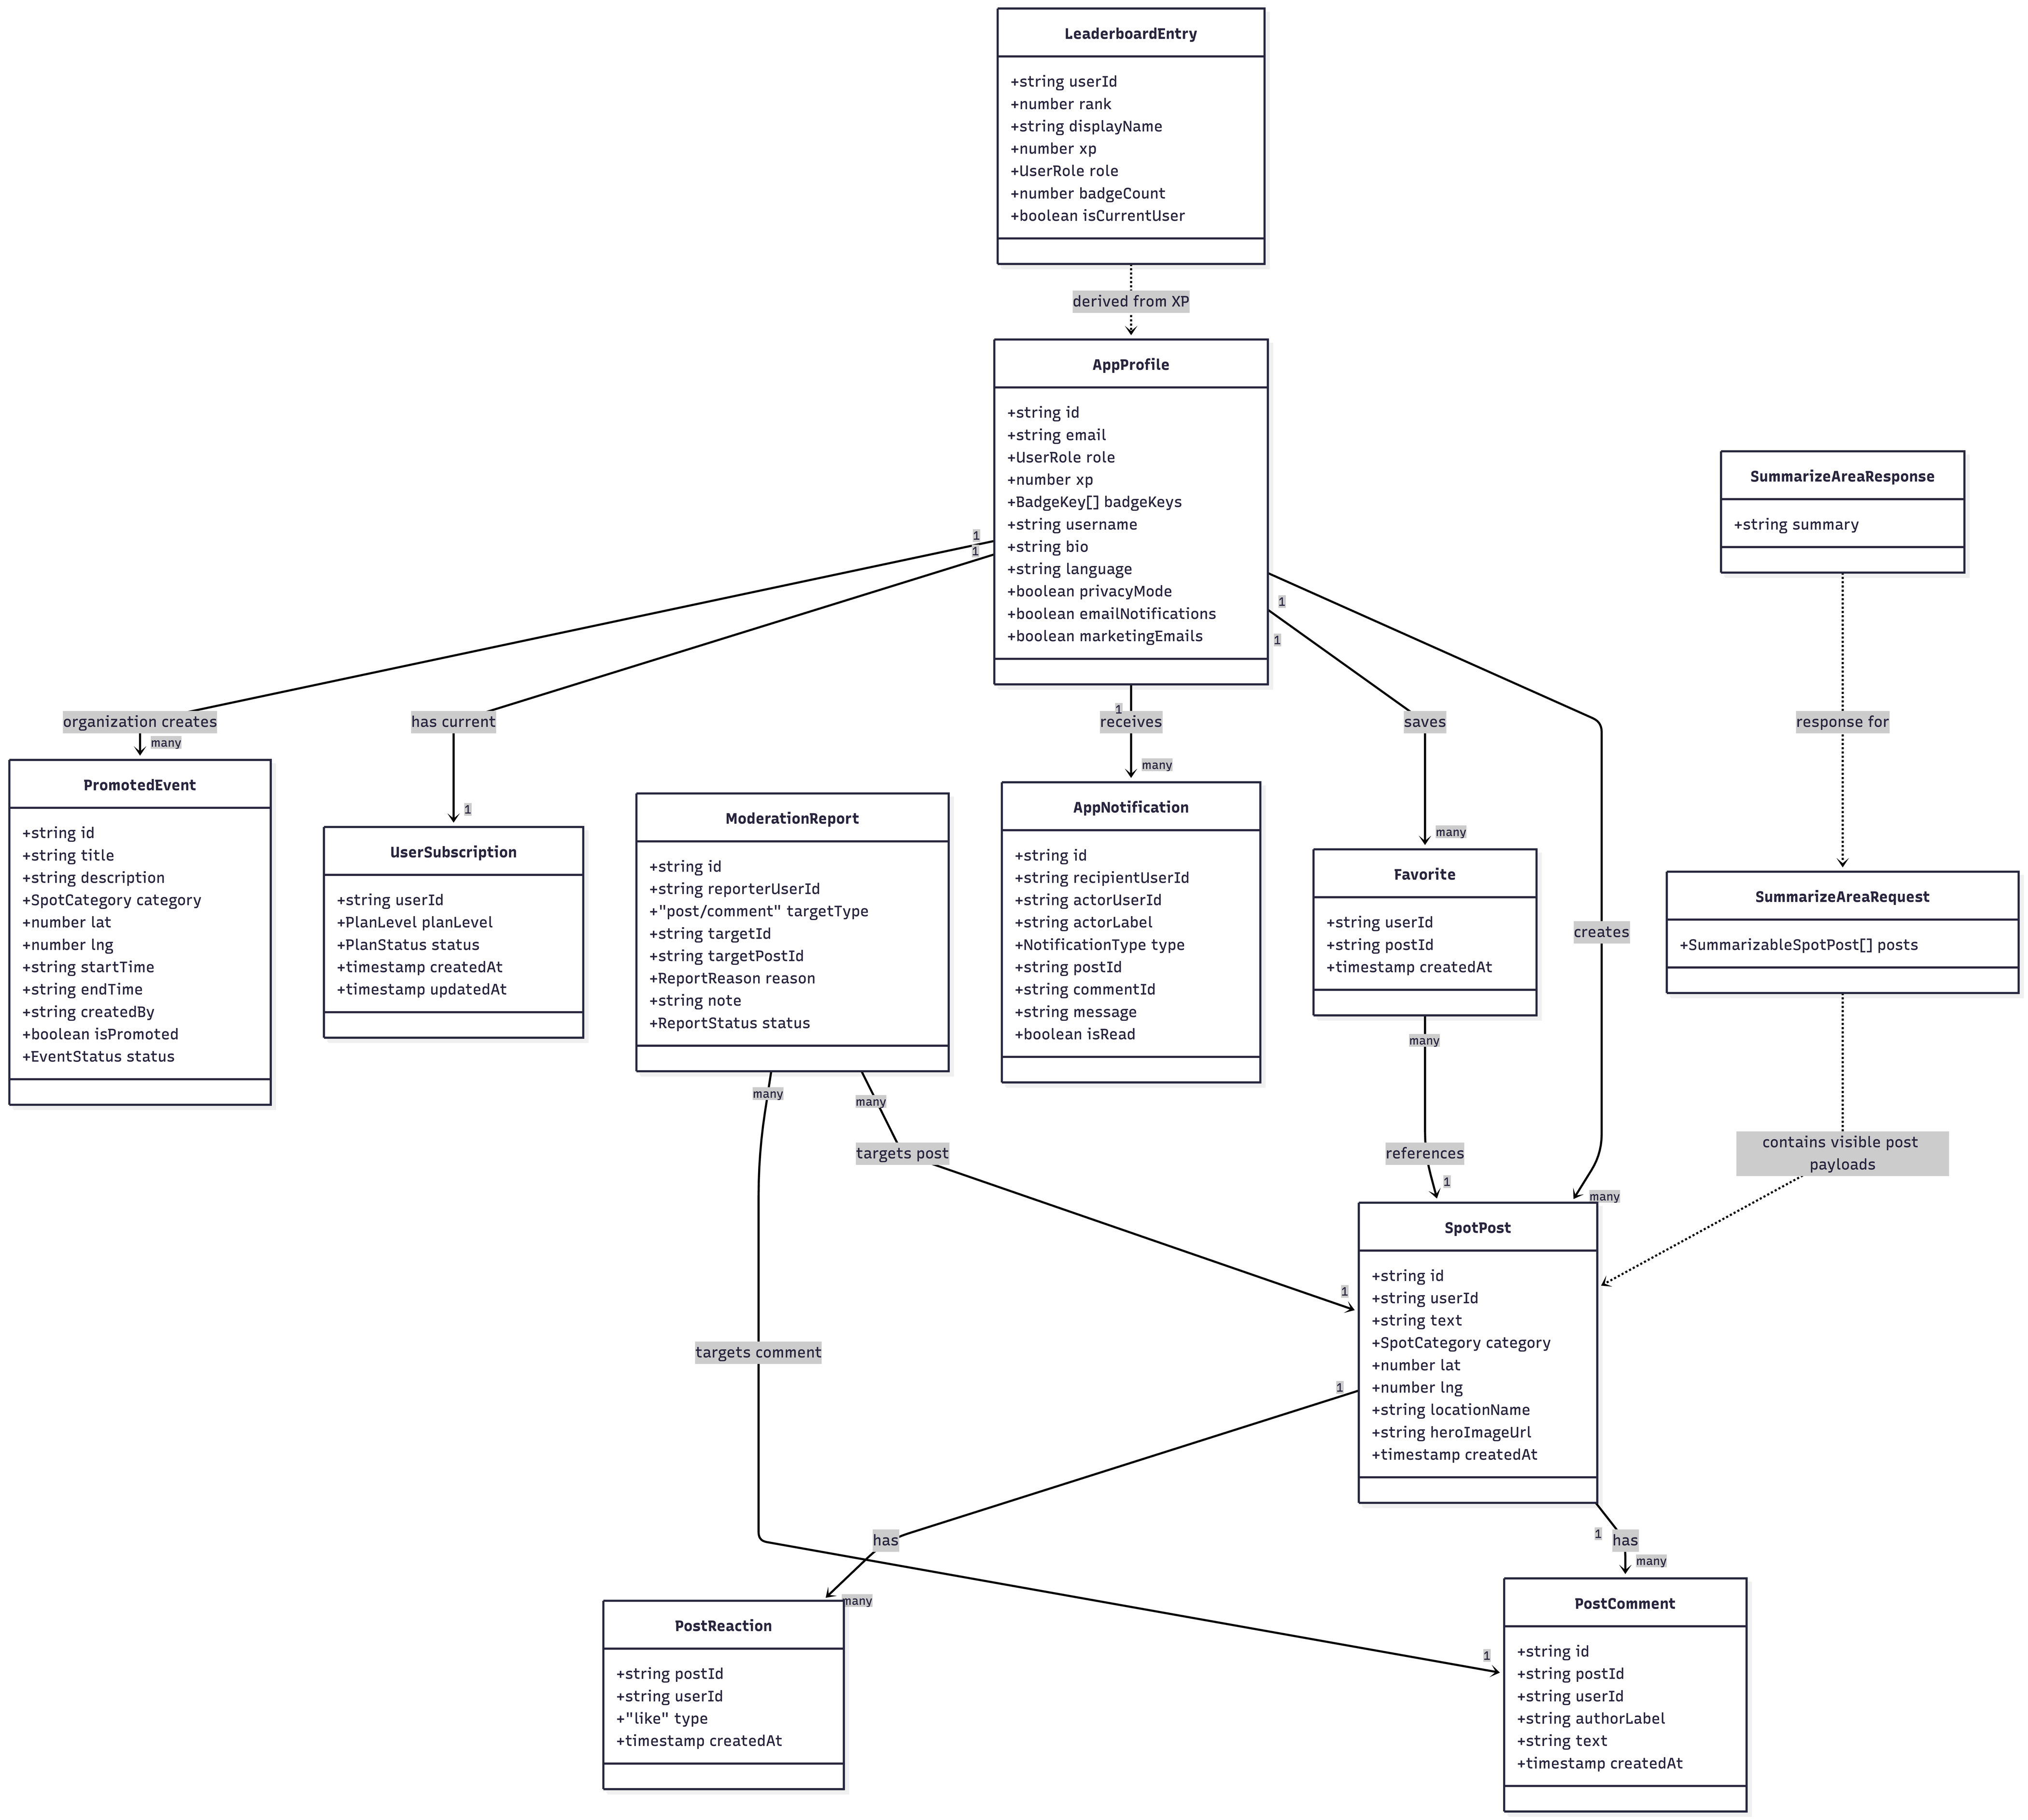 LeaderboardEntry
+string userId
+number rank
+string displayName
+number xp
+UserRole role
+number badgeCount
+boolean isCurrentUser
derived from XP
AppProfile
+string id
+string email
+UserRole role
+number xp
+BadgeKey[] badgeKeys
+string username
+string bio
+string language
+boolean privacyMode
+boolean emailNotifications
+boolean marketingEmails
1
1
1
1
1
SummarizeAreaResponse
+string summary
organization creates
many
has current
1
receives
many
saves
many
creates
many
response for
PromotedEvent
+string id
+string title
+string description
+SpotCategory category
+number lat
+number lng
+string startTime
+string endTime
+string createdBy
+boolean isPromoted
+EventStatus status
UserSubscription
+string userId
+PlanLevel planLevel
+PlanStatus status
+timestamp createdAt
+timestamp updatedAt
ModerationReport
+string id
+string reporterUserId
+"post/comment" targetType
+string targetId
+string targetPostId
+ReportReason reason
+string note
+ReportStatus status
AppNotification
+string id
+string recipientUserId
+string actorUserId
+string actorLabel
+NotificationType type
+string postId
+string commentId
+string message
+boolean isRead
Favorite
+string userId
+string postId
+timestamp createdAt
SummarizeAreaRequest
+SummarizableSpotPost[] posts
many
many
many
targets post
1
references
1
contains visible post
payloads
targets comment
1
SpotPost
+string id
+string userId
+string text
+SpotCategory category
+number lat
+number lng
+string locationName
+string heroImageUrl
+timestamp createdAt
1
has
many
1
has
many
PostReaction
+string postId
+string userId
+"like" type
+timestamp createdAt
PostComment
+string id
+string postId
+string userId
+string authorLabel
+string text
+timestamp createdAt